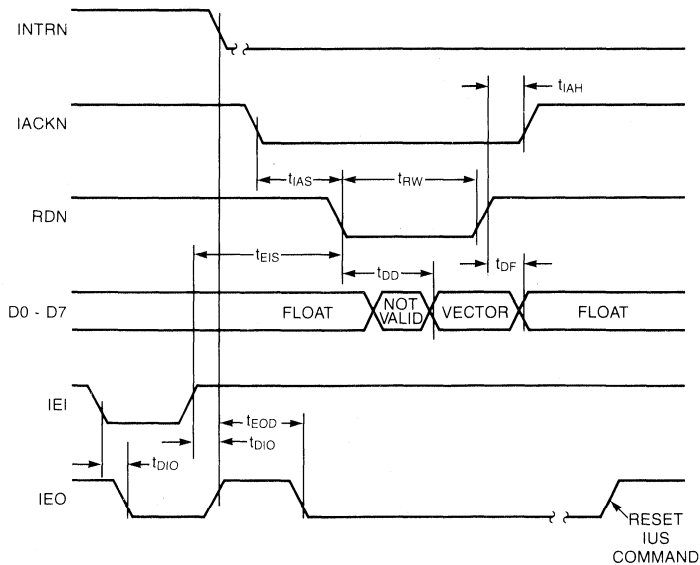 INTRN
tIAH
IACKN
tIAS
tRW
RDN
tEIS
tDF
tDD
D0 - D7
FLOAT
NOT
VALID
VECTOR
FLOAT
IEI
tEOD
tDIO
tDIO
IEO
RESET
IUS
COMMAND